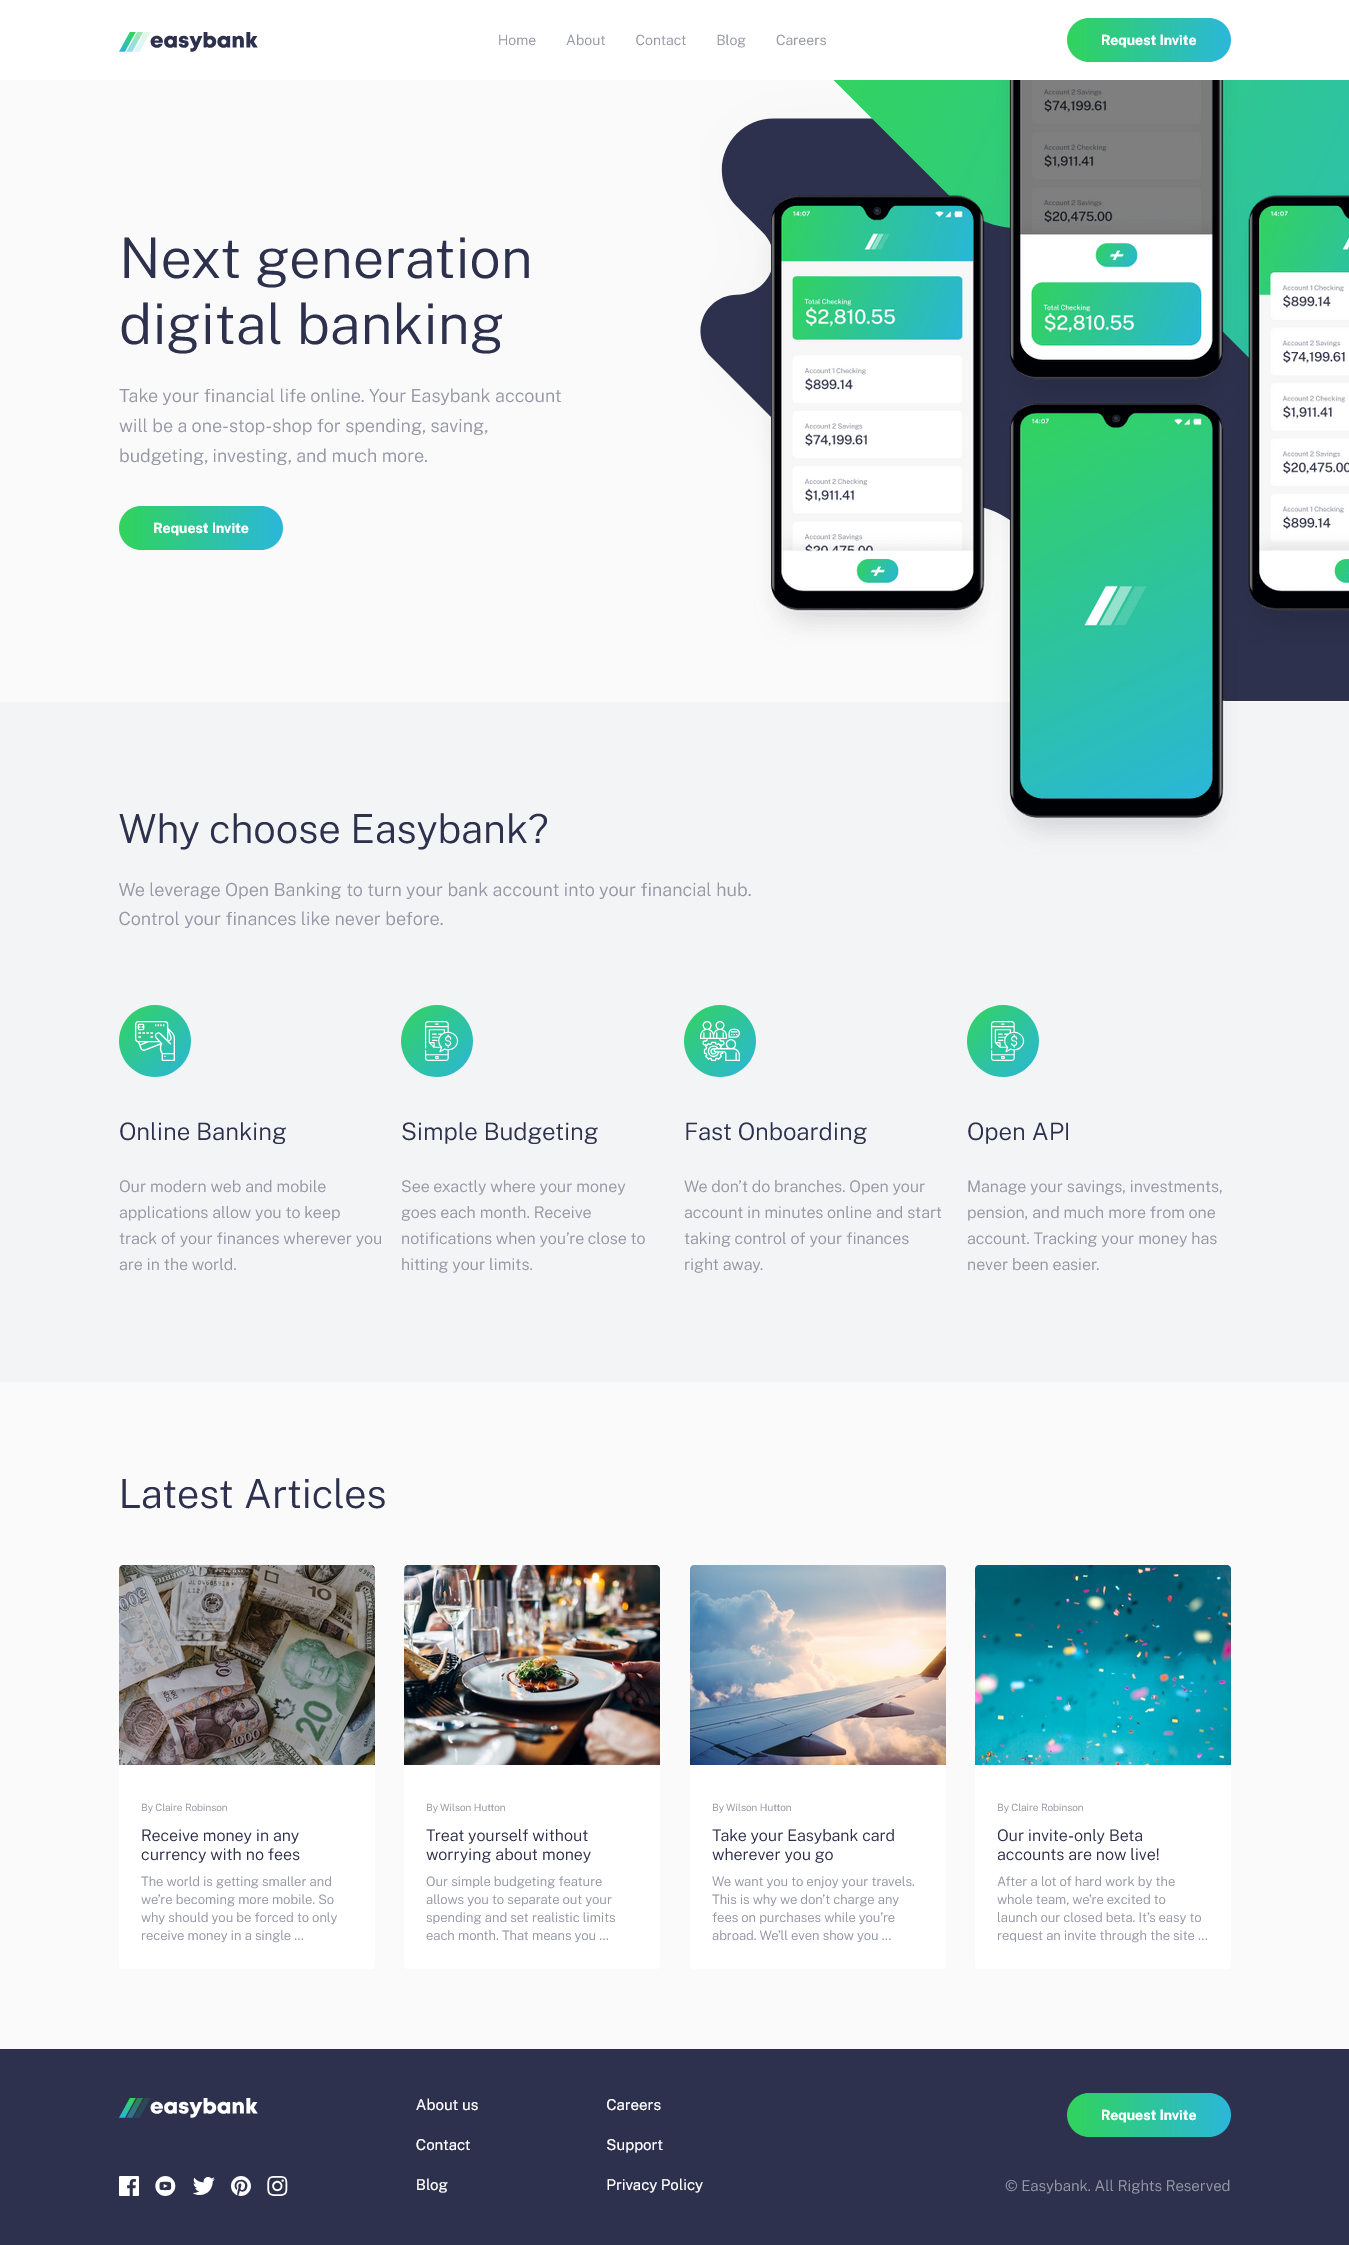 easybank
Home
About
Contact
Blog
Careers
Request Invite
Next generation
digital banking
Take your financial life online. Your Easybank account
will be a one-stop-shop for spending, saving,
budgeting, investing, and much more.
Request Invite
14:07
Total Checking
$2,810.55
Account 1 Checking
$899.14
Account 2 Savings
$74,199.61
Account 2 Checking
$1,911.41
Account 2 Savings
$20,475.00
Account 2 Savings
$74,199.61
Account 2 Checking
$1,911.41
Account 2 Savings
$20,475.00
Total Checking
$2,810.55
14:07
14:07
Account 1 Checking
$899.14
Account 2 Savings
$74,199.61
Account 2 Checking
$1,911.41
Account 2 Savings
$20,475.00
Account 1 Checking
$899.14
Why choose Easybank?
We leverage Open Banking to turn your bank account into your financial hub.
Control your finances like never before.
Online Banking
Our modern web and mobile
applications allow you to keep
track of your finances wherever you
are in the world.
Simple Budgeting
See exactly where your money
goes each month. Receive
notifications when you're close to
hitting your limits.
Fast Onboarding
We don't do branches. Open your
account in minutes online and start
taking control of your finances
right away.
Open API
Manage your savings, investments,
pension, and much more from one
account. Tracking your money has
never been easier.
Latest Articles
10
20
1000
20
By Claire Robinson
Receive money in any
currency with no fees
The world is getting smaller and
we're becoming more mobile. So
why should you be forced to only
receive money in a single …
By Wilson Hutton
Treat yourself without
worrying about money
Our simple budgeting feature
allows you to separate out your
spending and set realistic limits
each month. That means you …
By Wilson Hutton
Take your Easybank card
wherever you go
We want you to enjoy your travels.
This is why we don't charge any
fees on purchases while you're
abroad. We'll even show you …
By Claire Robinson
Our invite-only Beta
accounts are now live!
After a lot of hard work by the
whole team, we're excited to
launch our closed beta. It's easy to
request an invite through the site …
easybank
About us
Contact
Blog
Careers
Support
Privacy Policy
Request Invite
© Easybank. All Rights Reserved